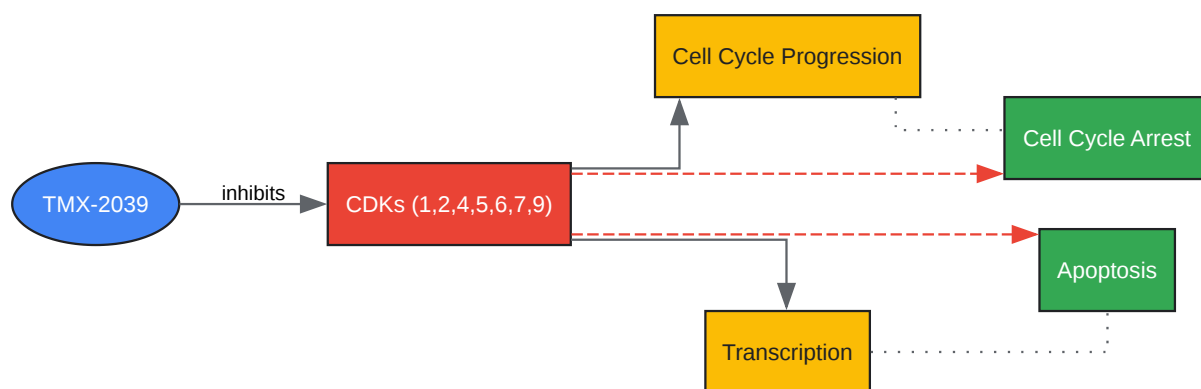 TMX-2039
inhibits
CDKs (1,2,4,5,6,7,9)
Cell Cycle Progression
Cell Cycle Arrest
Apoptosis
Transcription